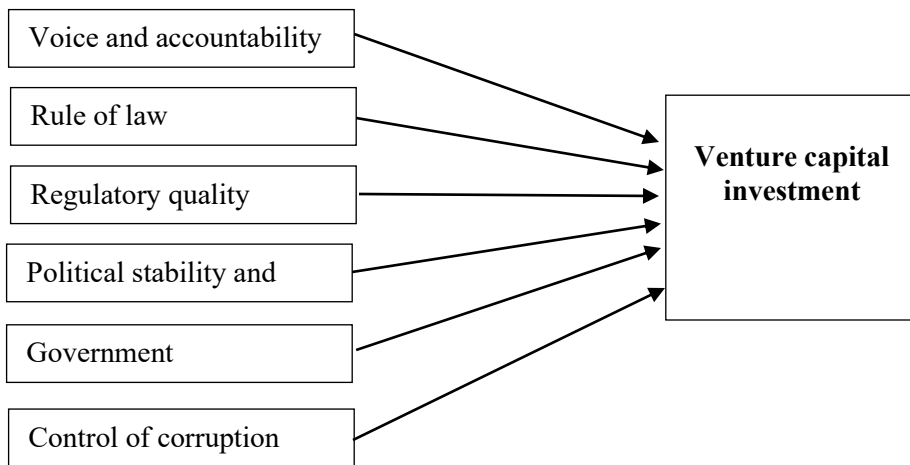 Voice and accountability
Rule of law
Regulatory quality
Political stability and
Government
Control of corruption
Venture capital
investment